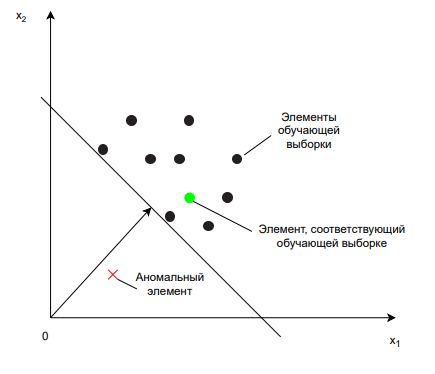 x2
Элементы
обучающей
выборки
Элемент, соответствующий
обучающей выборке
Аномальный
элемент
0
x1